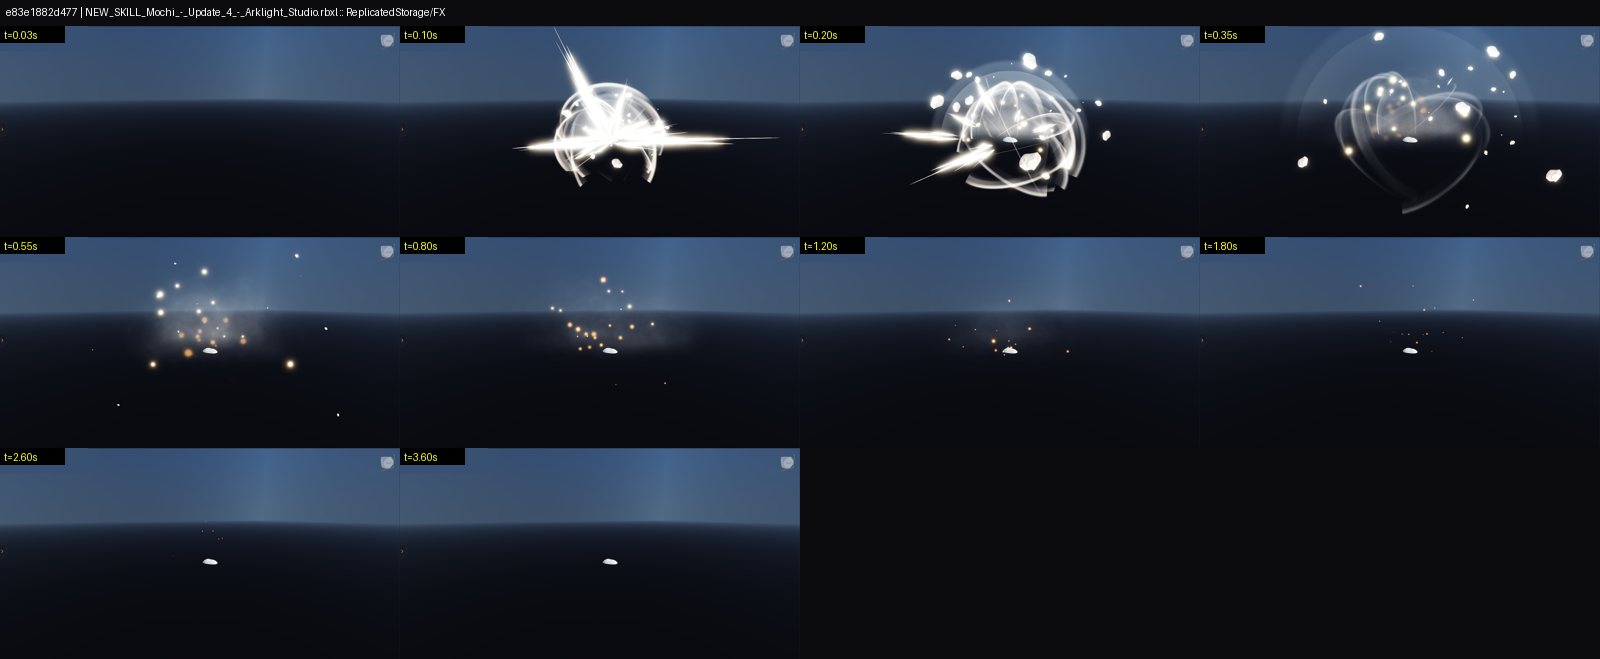 e83e1882d477 | NEW_SKILL_Mochi_-_Update_4_-_Arklight_Studio.rbxl :: ReplicatedStorage/FX
t=0.03s
t=0.10s
t=0.20s
t=0.35s
t=0.55s
t=0.80s
t=1.20s
t=1.80s
t=2.60s
t=3.60s